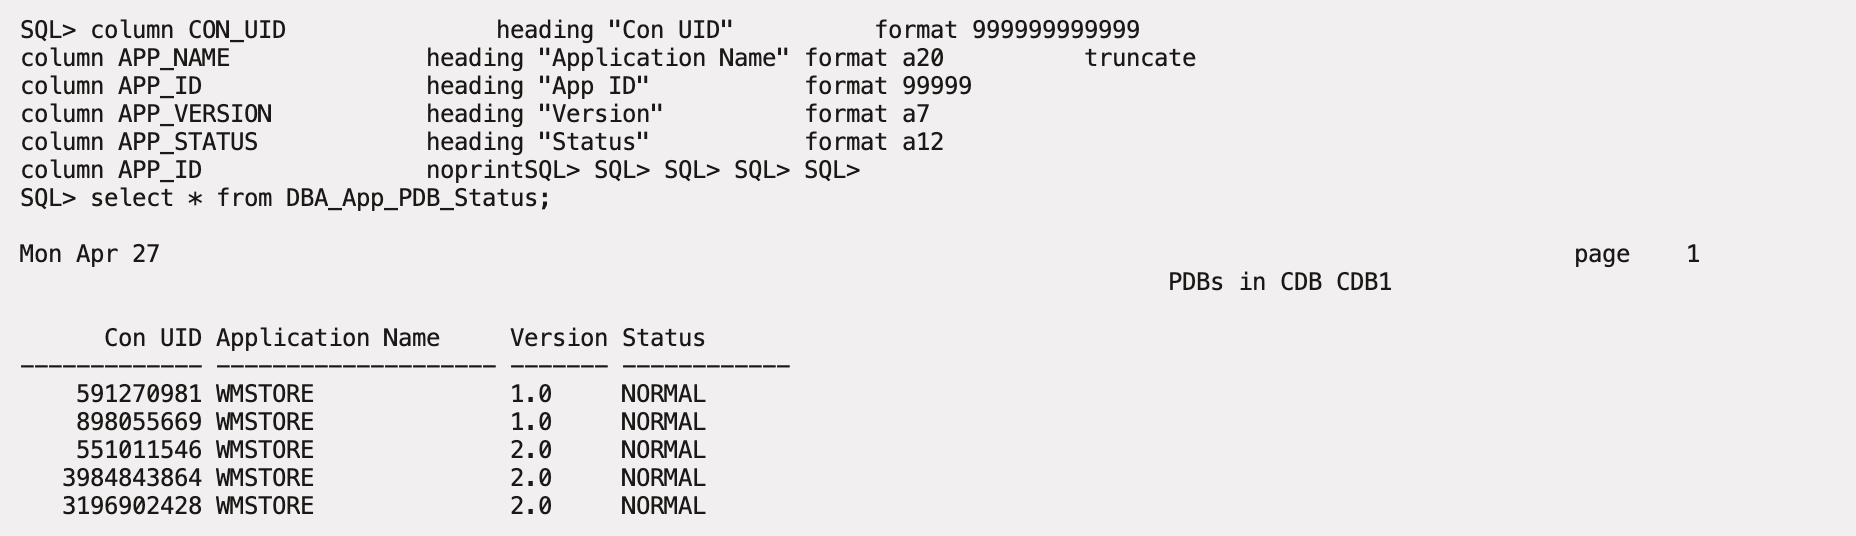 SQL> column CON_UID               heading "Con UID"          format 999999999999
column APP_NAME              heading "Application Name" format a20          truncate
column APP_ID                heading "App ID"           format 99999
column APP_VERSION           heading "Version"          format a7
column APP_STATUS            heading "Status"           format a12
column APP_ID                noprintSQL> SQL> SQL> SQL> SQL>
SQL> select * from DBA_App_PDB_Status;
Mon Apr 27                                                                                                     page    1
                                                                                  PDBs in CDB CDB1
      Con UID Application Name     Version Status
------------- -------------------- ------- ------------
    591270981 WMSTORE              1.0     NORMAL
    898055669 WMSTORE              1.0     NORMAL
    551011546 WMSTORE              2.0     NORMAL
   3984843864 WMSTORE              2.0     NORMAL
   3196902428 WMSTORE              2.0     NORMAL